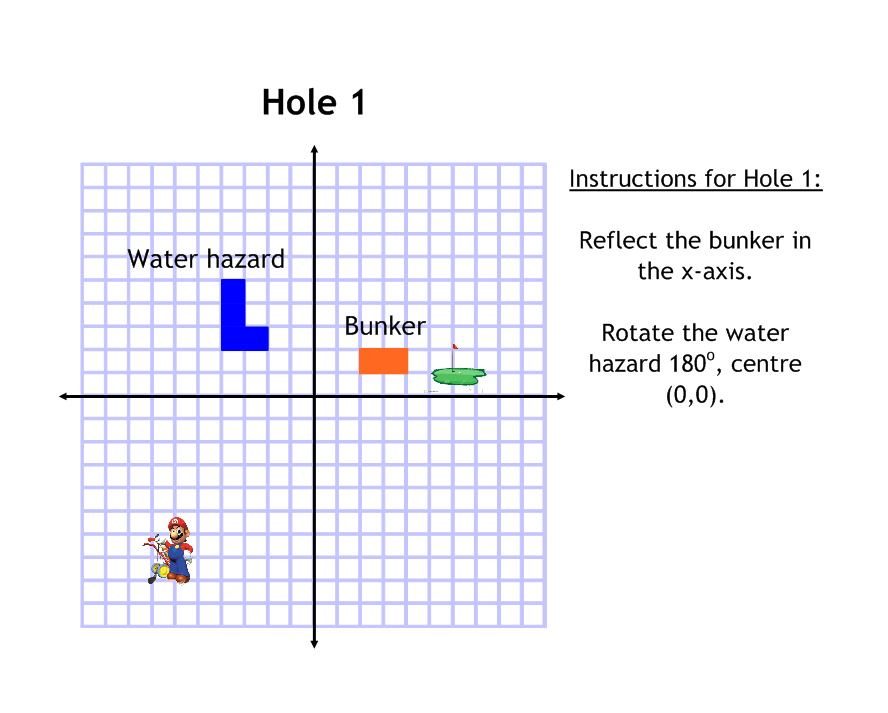 Hole 1
Instructions for Hole 1:
Reflect the bunker in
the x-axis.
Rotate the water
hazard 180º, centre
(0,0).
Water hazard
Bunker